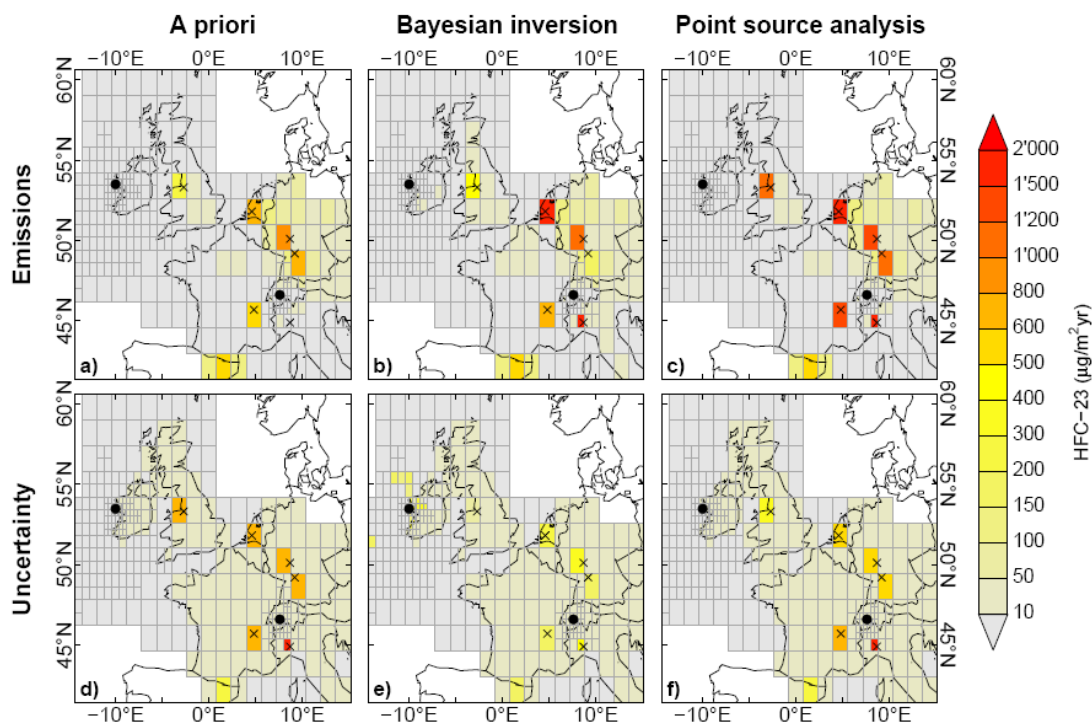 A priori Bayesian inversion Point source analysis
−10°E 0°E 10°E −10°E 0°E 10°E −10°E 0°E 10°E
60°N 60°N
55°N 55°N
50°N 50°N
45°N 45°N
Emissions
a) b) c)
60°N 60°N
55°N 55°N
50°N 50°N
45°N 45°N
Uncertainty
d) e) f)
−10°E 0°E 10°E −10°E 0°E 10°E −10°E 0°E 10°E
2'000
1'500
1'200
1'000
800
600
500
400
300
200
150
100
50
10
HFC−23 (μg/m²yr)